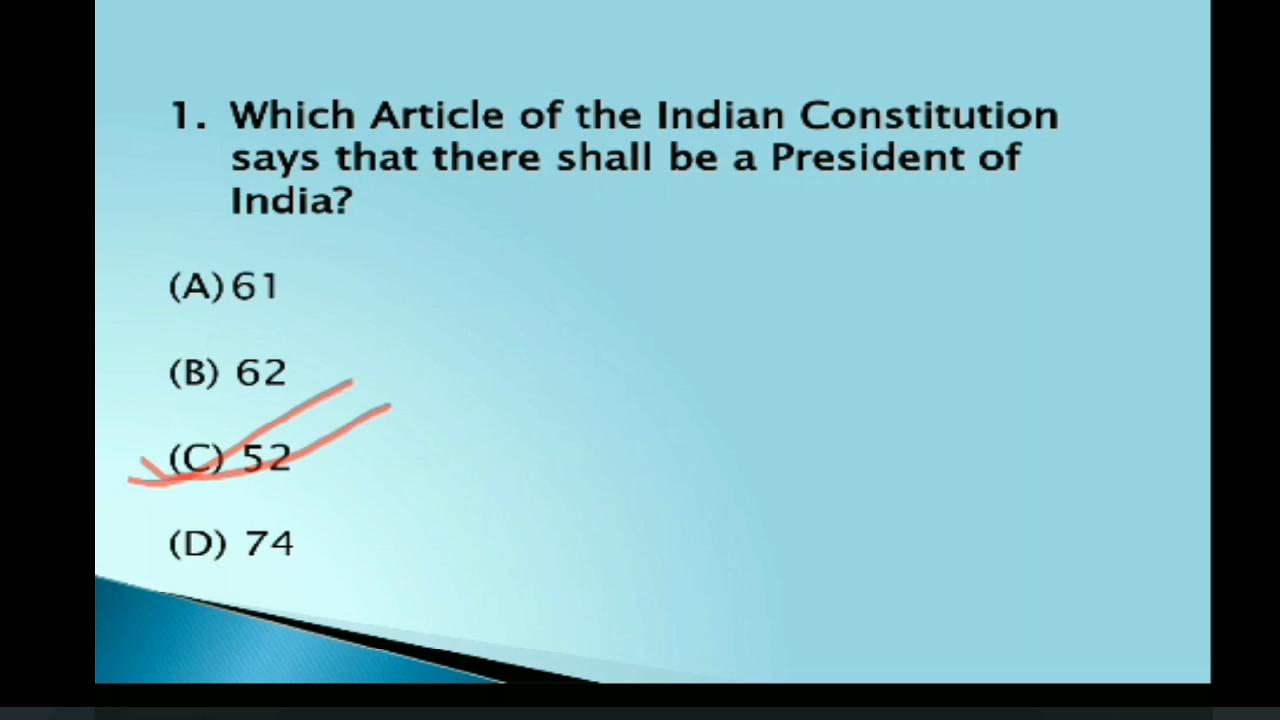 1. Which Article of the Indian Constitution
says that there shall be a President of
India?
(A) 61
(B) 62
(C) 52
(D) 74